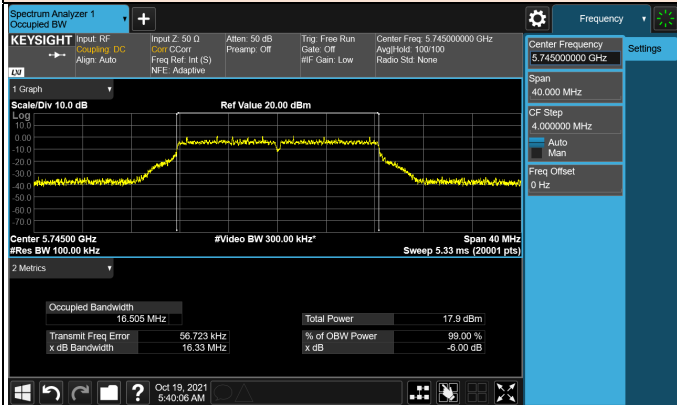 Spectrum Analyzer 1
Occupied BW
Frequency
KEYSIGHT
Input: RF
Coupling: DC
Align: Auto
Input Z: 50 Ω
Corr CCorr
Freq Ref: Int (S)
NFE: Adaptive
Atten: 50 dB
Preamp: Off
Trig: Free Run
Gate: Off
#IF Gain: Low
Center Freq: 5.745000000 GHz
Avg|Hold: 100/100
Radio Std: None
LXI
Center Frequency
5.745000000 GHz
Settings
Span
40.000 MHz
CF Step
4.000000 MHz
Auto
Man
Freq Offset
0 Hz
1 Graph
Scale/Div 10.0 dB
Ref Value 20.00 dBm
Log
10.0
0.00
-10.0
-20.0
-30.0
-40.0
-50.0
-60.0
-70.0
Center 5.74500 GHz
#Video BW 300.00 kHz*
Span 40 MHz
#Res BW 100.00 kHz
Sweep 5.33 ms (20001 pts)
2 Metrics
Occupied Bandwidth
16.505 MHz
Total Power 17.9 dBm
Transmit Freq Error 56.723 kHz
% of OBW Power 99.00 %
x dB Bandwidth 16.33 MHz
x dB -6.00 dB
Oct 19, 2021
5:40:06 AM